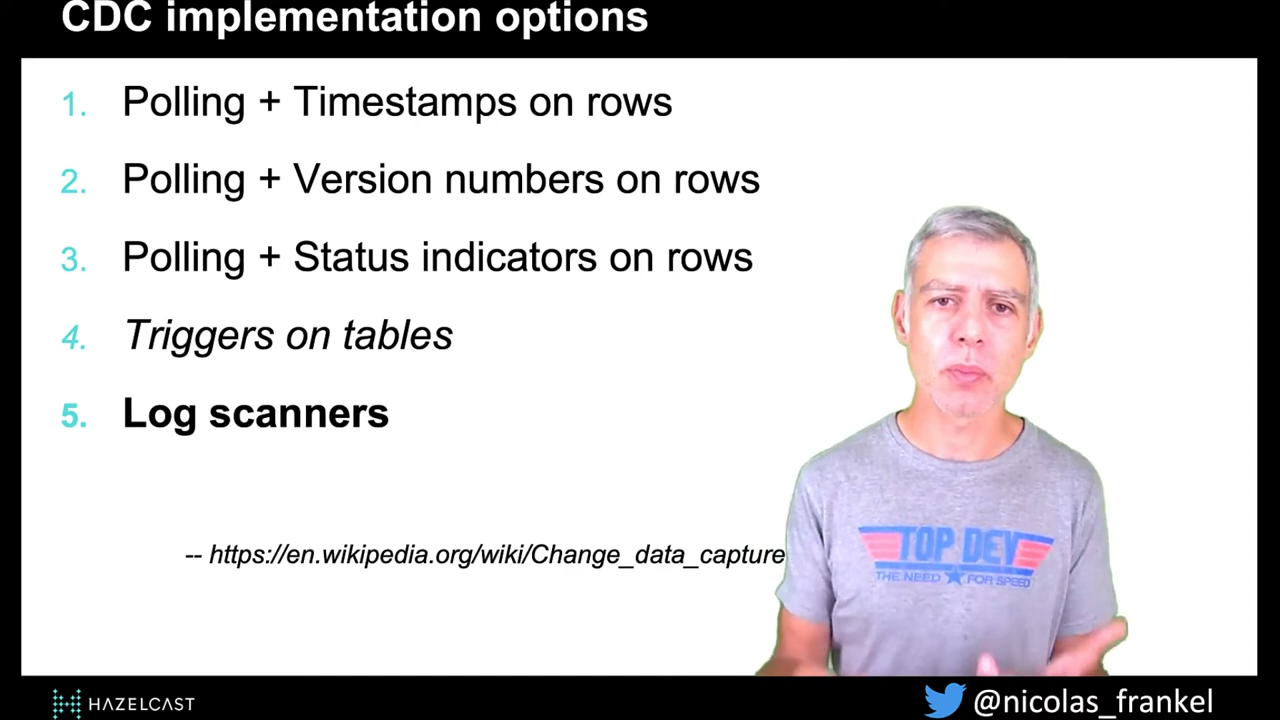 CDC implementation options
1. Polling + Timestamps on rows
2. Polling + Version numbers on rows
3. Polling + Status indicators on rows
4. Triggers on tables
5. Log scanners
-- https://en.wikipedia.org/wiki/Change_data_capture
TOP DEV
THE NEED FOR SPEED
HAZELCAST
@nicolas_frankel